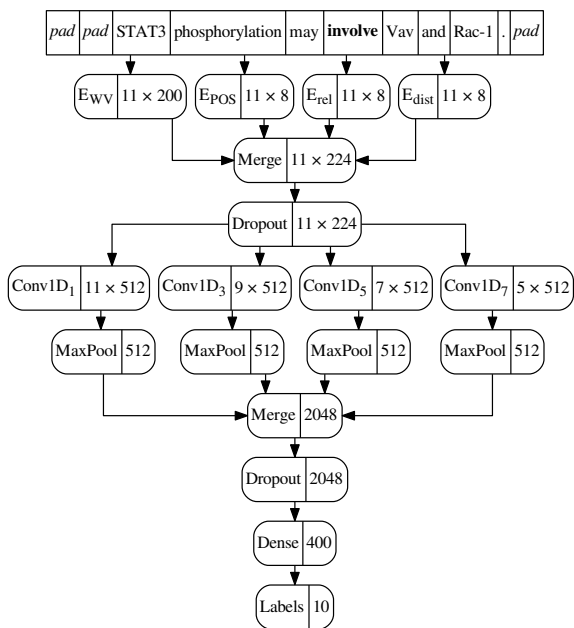 pad pad STAT3 phosphorylation may involve Vav and Rac-1 . pad
E_WV 11 × 200 E_POS 11 × 8 E_rel 11 × 8 E_dist 11 × 8
Merge 11 × 224
Dropout 11 × 224
Conv1D_1 11 × 512 Conv1D_3 9 × 512 Conv1D_5 7 × 512 Conv1D_7 5 × 512
MaxPool 512 MaxPool 512 MaxPool 512 MaxPool 512
Merge 2048
Dropout 2048
Dense 400
Labels 10